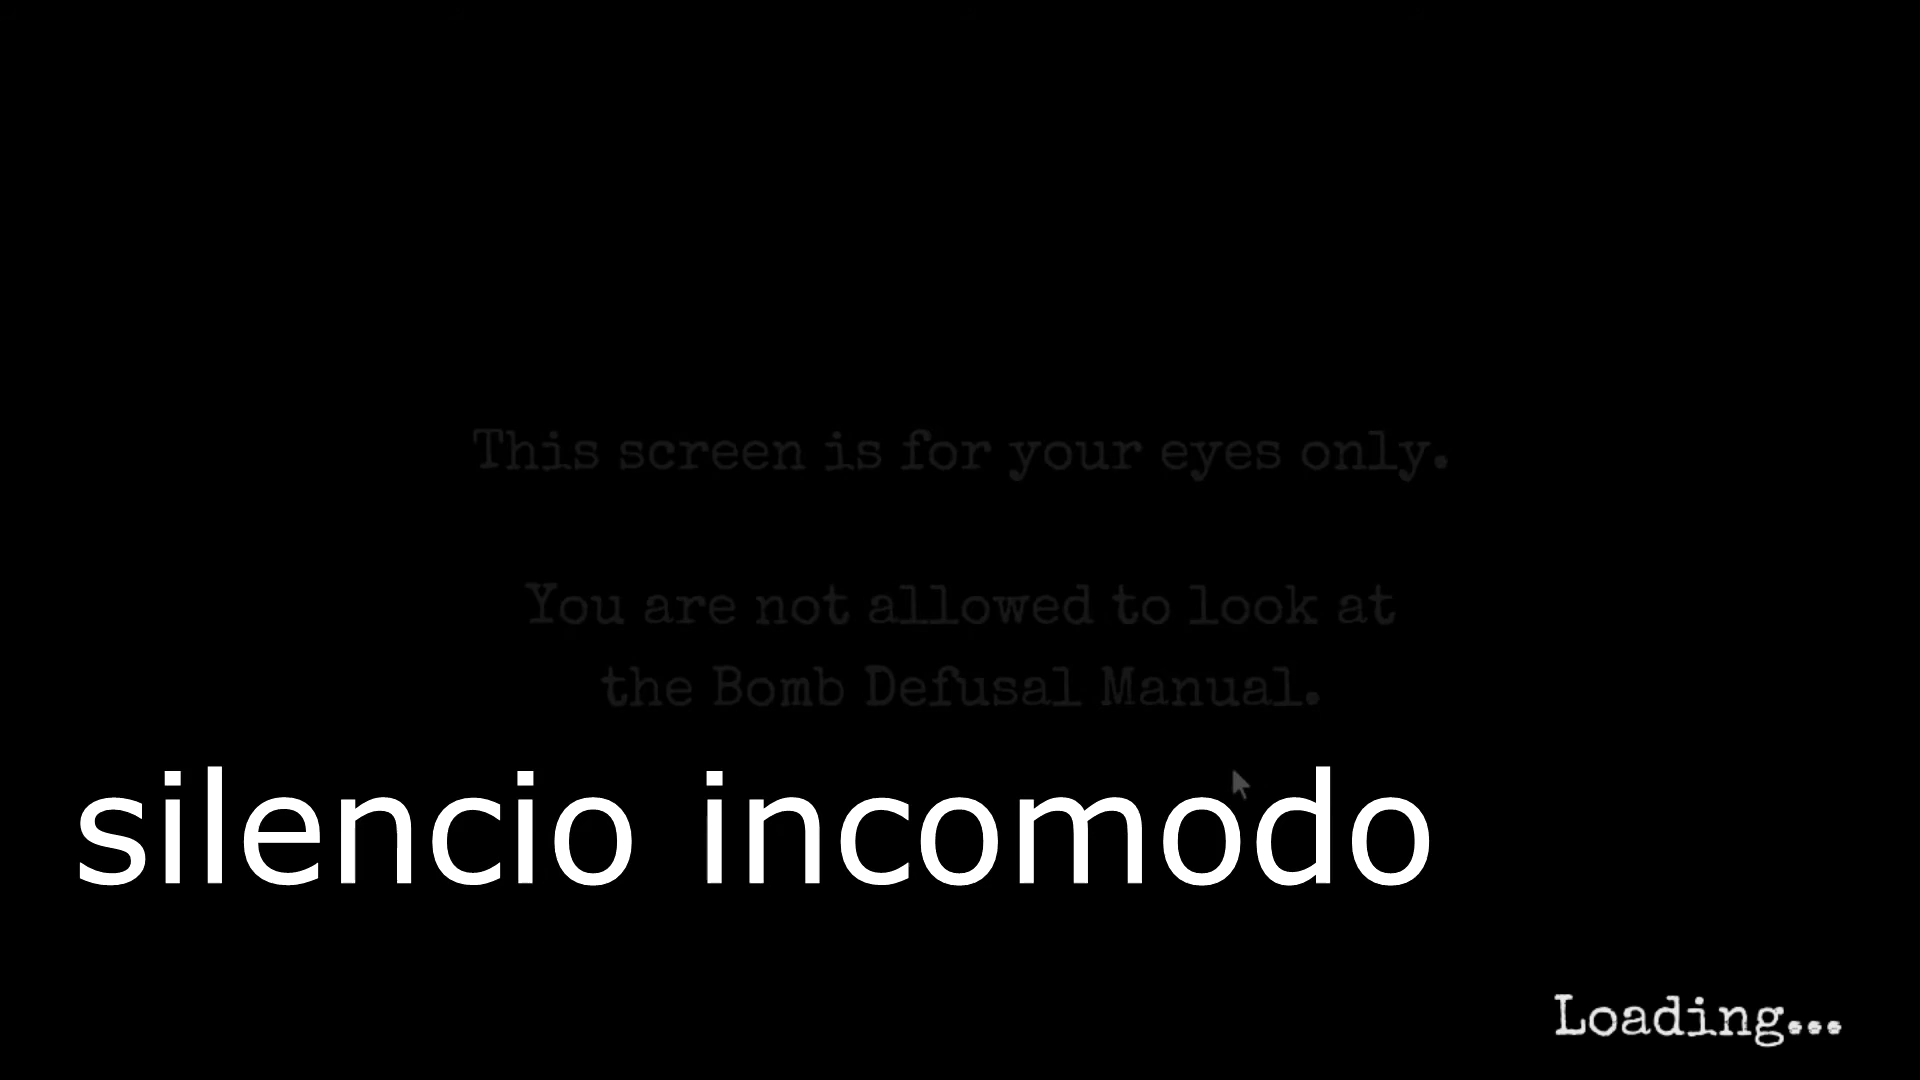 This screen is for your eyes only.
You are not allowed to look at
the Bomb Defusal Manual.
silencio incomodo
Loading...